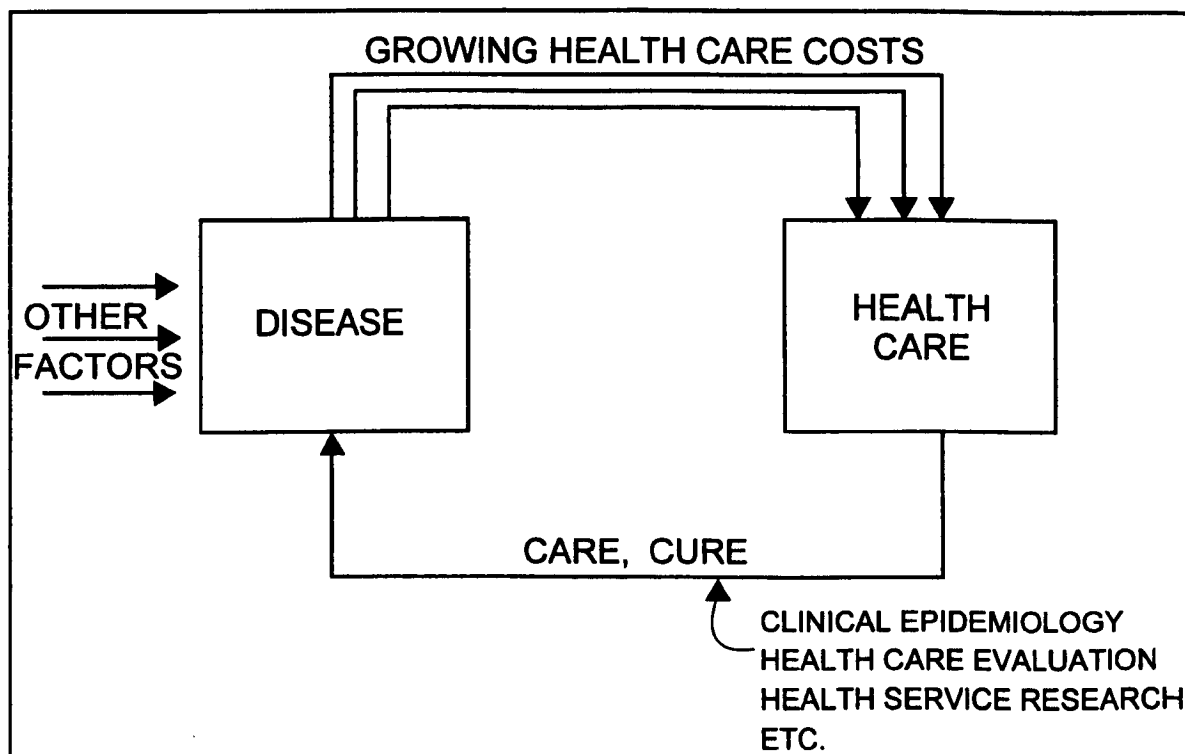 GROWING HEALTH CARE COSTS
OTHER
FACTORS
DISEASE
HEALTH
CARE
CARE, CURE
CLINICAL EPIDEMIOLOGY
HEALTH CARE EVALUATION
HEALTH SERVICE RESEARCH
ETC.